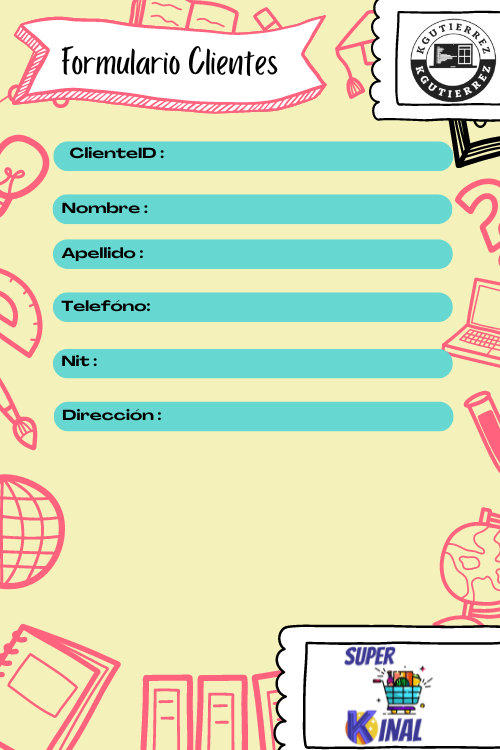 Formulario Clientes
KGUTIERREZ
KGUTIERREZ
ClienteID :
Nombre :
Apellido :
Telefóno:
Nit :
Dirección :
SUPER
KINAL